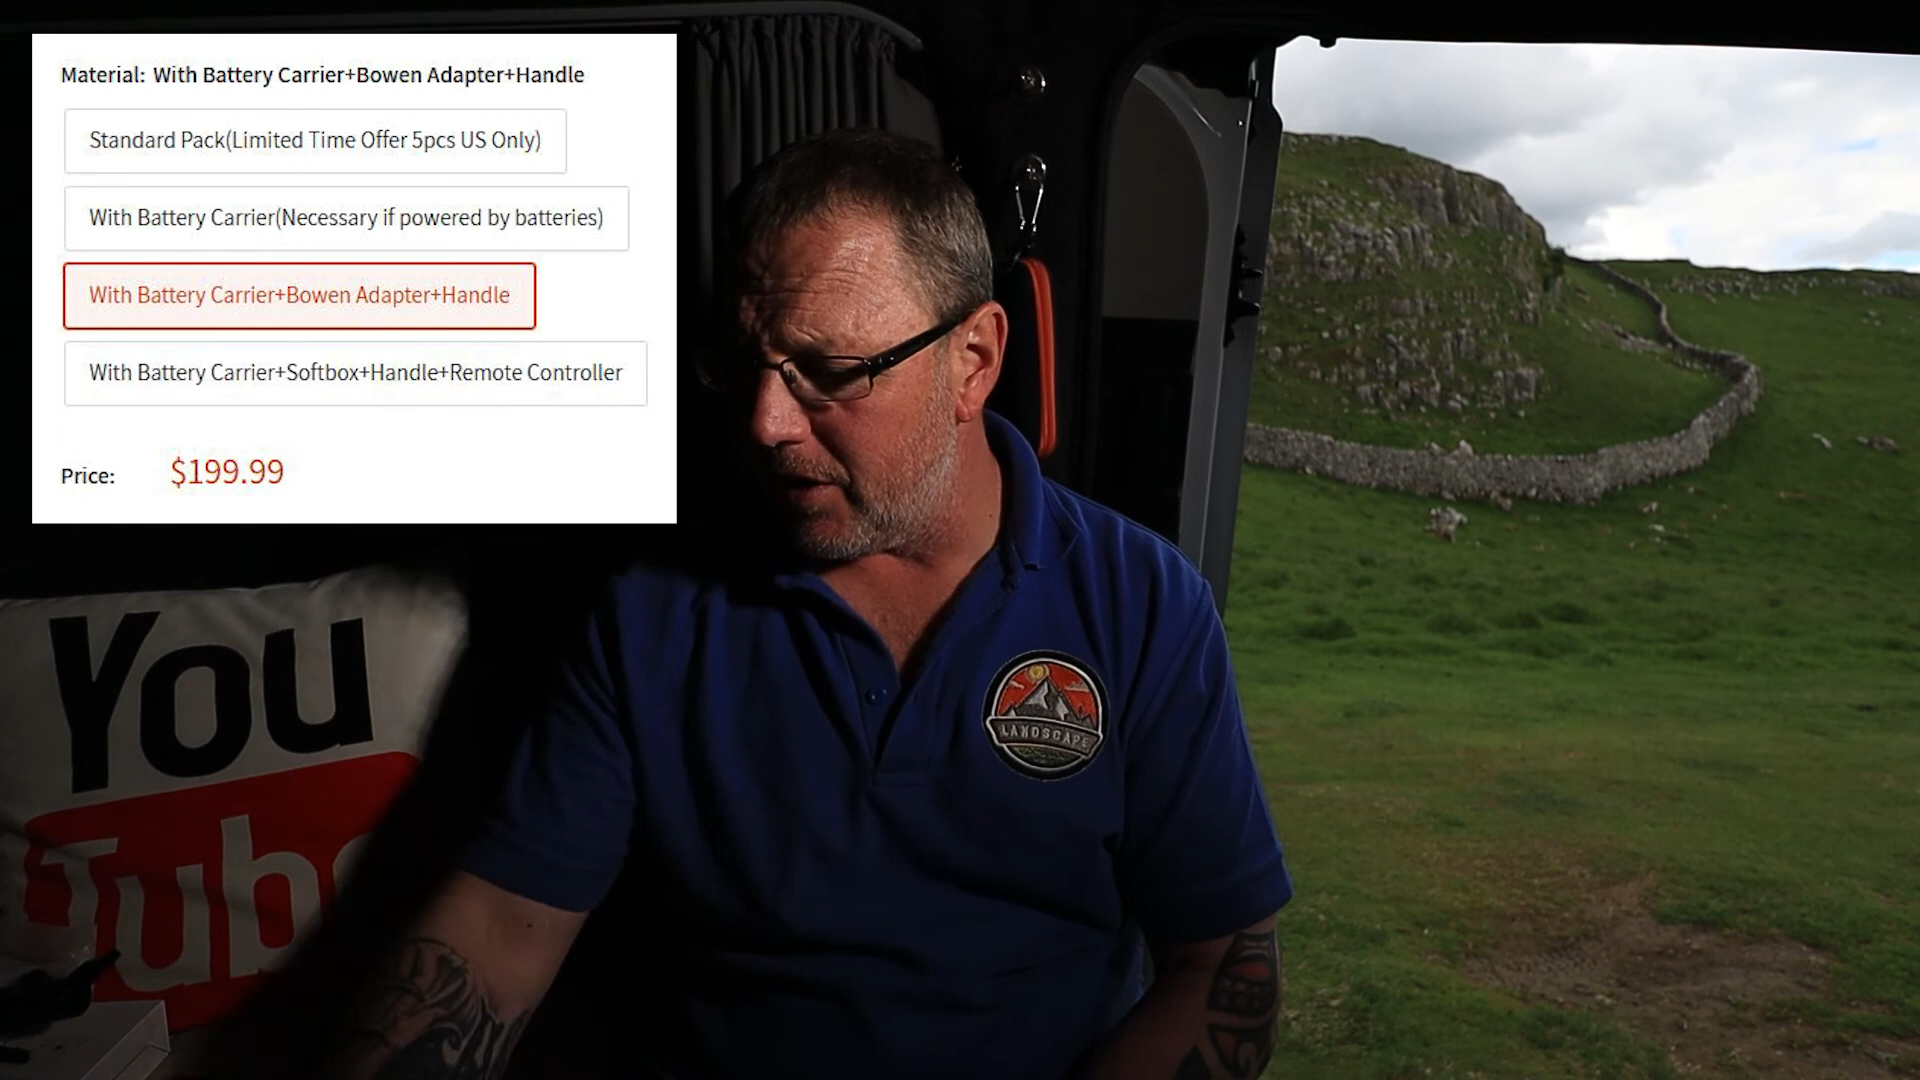 Material: With Battery Carrier+Bowen Adapter+Handle
Standard Pack(Limited Time Offer 5pcs US Only)
With Battery Carrier(Necessary if powered by batteries)
With Battery Carrier+Bowen Adapter+Handle
With Battery Carrier+Softbox+Handle+Remote Controller
Price: $199.99
You
Tube
LANDSCAPE